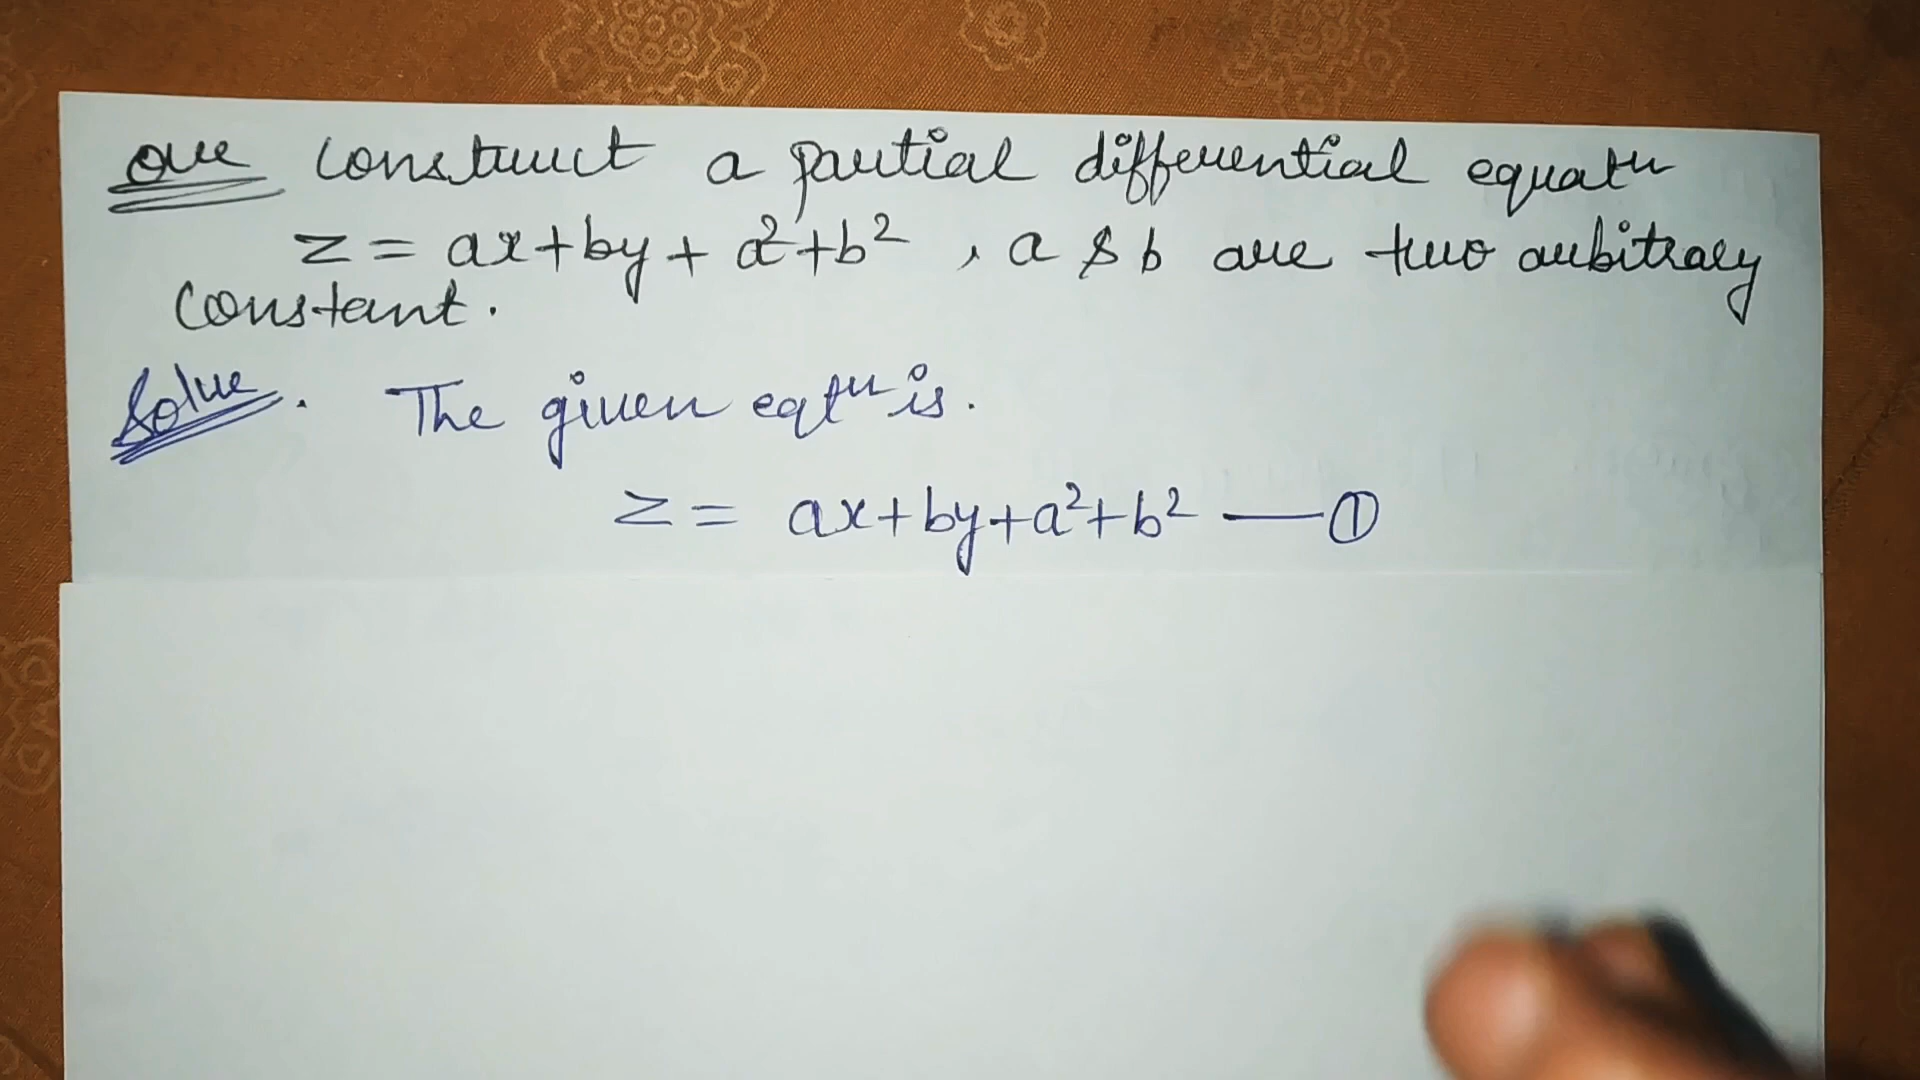 Que Construct a partial differential equatn
z = ax+by+ a²+b² , a & b are two arbitraey
Constant.
Solve. The given eqtn is.
z = ax+by+a²+b² — ①